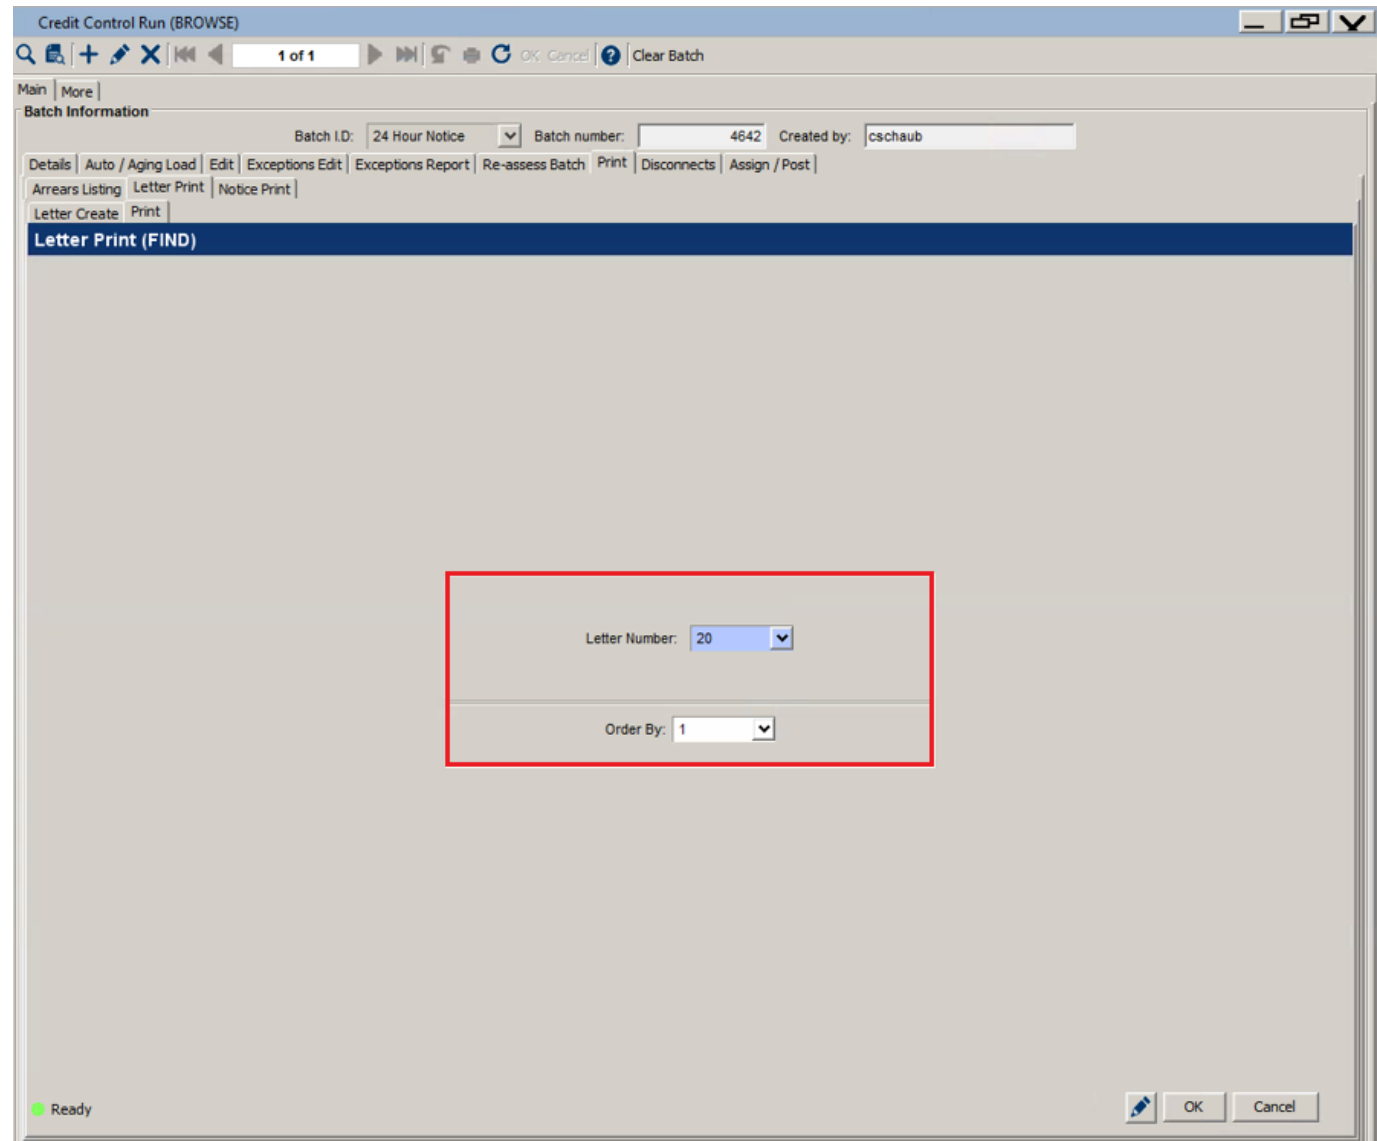 Credit Control Run (BROWSE)
1 of 1 OK Cancel Clear Batch
Main More
Batch Information
Batch I.D: 24 Hour Notice Batch number: 4642 Created by: cschaub
Details Auto / Aging Load Edit Exceptions Edit Exceptions Report Re-assess Batch Print Disconnects Assign / Post
Arrears Listing Letter Print Notice Print
Letter Create Print
Letter Print (FIND)
Letter Number: 20
Order By: 1
Ready OK Cancel